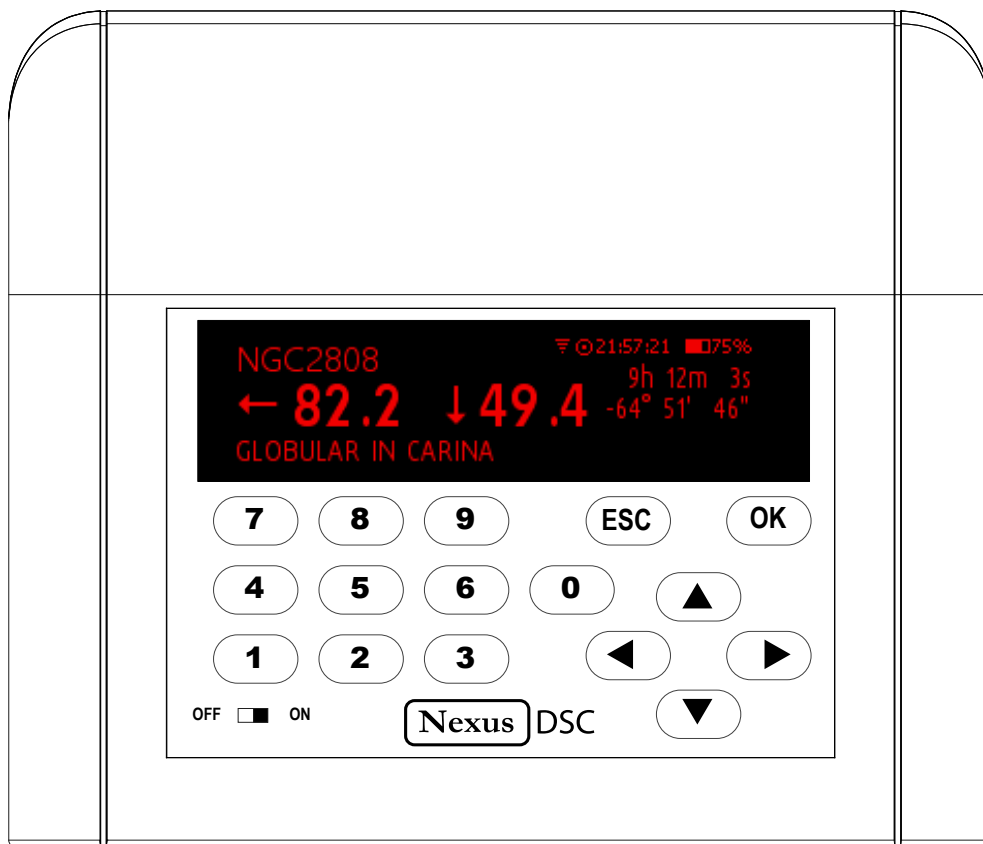 NGC2808
21:57:21 75%
9h 12m 3s
← 82.2 ↓ 49.4
-64° 51' 46"
GLOBULAR IN CARINA
7 8 9 ESC OK
4 5 6 0
1 2 3
OFF ON
Nexus DSC